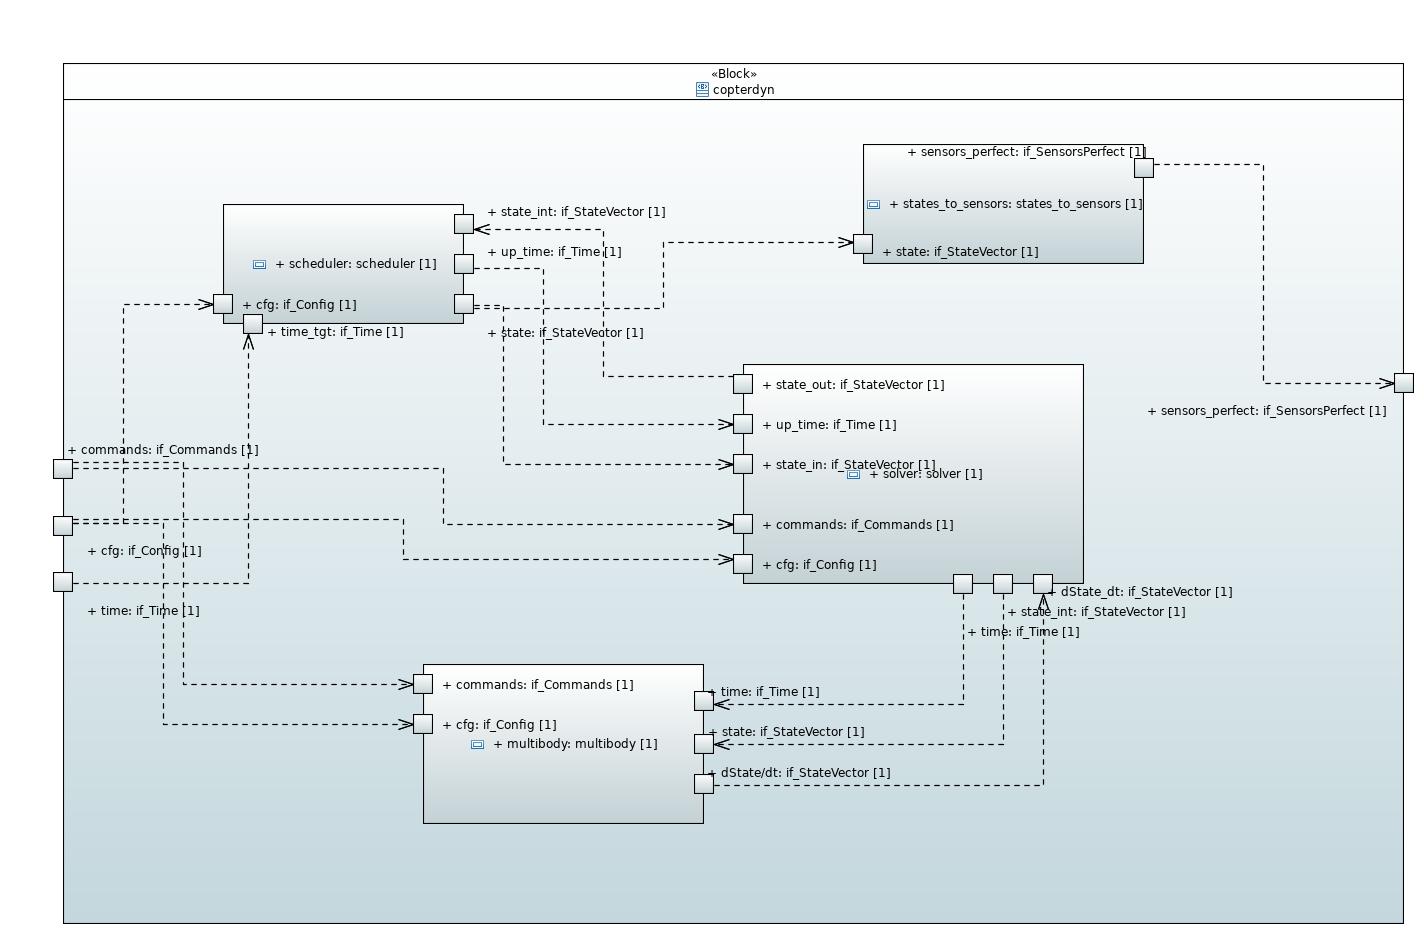 «Block»
copterdyn
+ sensors_perfect: if_SensorsPerfect [1]
+ states_to_sensors: states_to_sensors [1]
+ state: if_StateVector [1]
+ state_int: if_StateVector [1]
+ up_time: if_Time [1]
+ scheduler: scheduler [1]
+ cfg: if_Config [1]
+ time_tgt: if_Time [1]
+ state: if_StateVector [1]
+ state_out: if_StateVector [1]
+ up_time: if_Time [1]
+ state_in: if_StateVector [1]
+ solver: solver [1]
+ commands: if_Commands [1]
+ cfg: if_Config [1]
+ sensors_perfect: if_SensorsPerfect [1]
+ commands: if_Commands [1]
+ cfg: if_Config [1]
+ time: if_Time [1]
+ dState_dt: if_StateVector [1]
+ state_int: if_StateVector [1]
+ time: if_Time [1]
+ commands: if_Commands [1]
+ cfg: if_Config [1]
+ multibody: multibody [1]
+ time: if_Time [1]
+ state: if_StateVector [1]
+ dState/dt: if_StateVector [1]